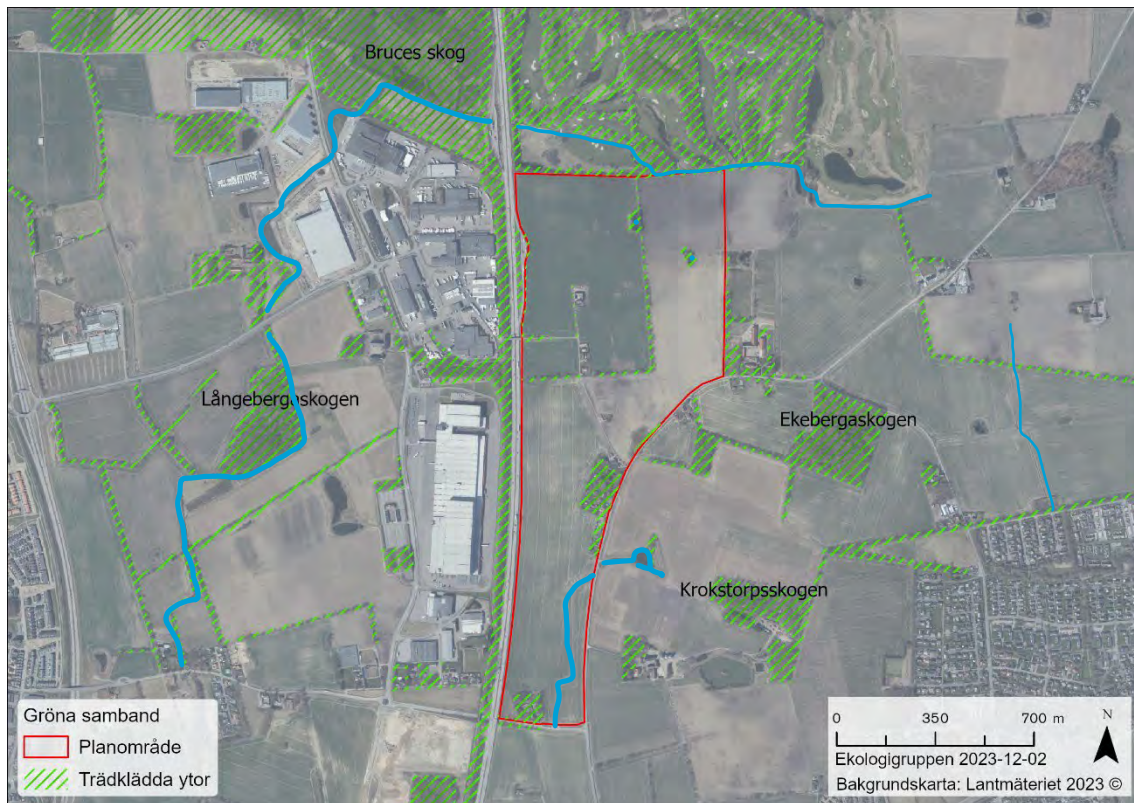 Bruces skog
Långebergaskogen
Ekebergaskogen
Krokstorpsskogen
Gröna samband
Planområde
Trädklädda ytor
0 350 700 m
N
Ekologigruppen 2023-12-02
Bakgrundskarta: Lantmäteriet 2023 ©